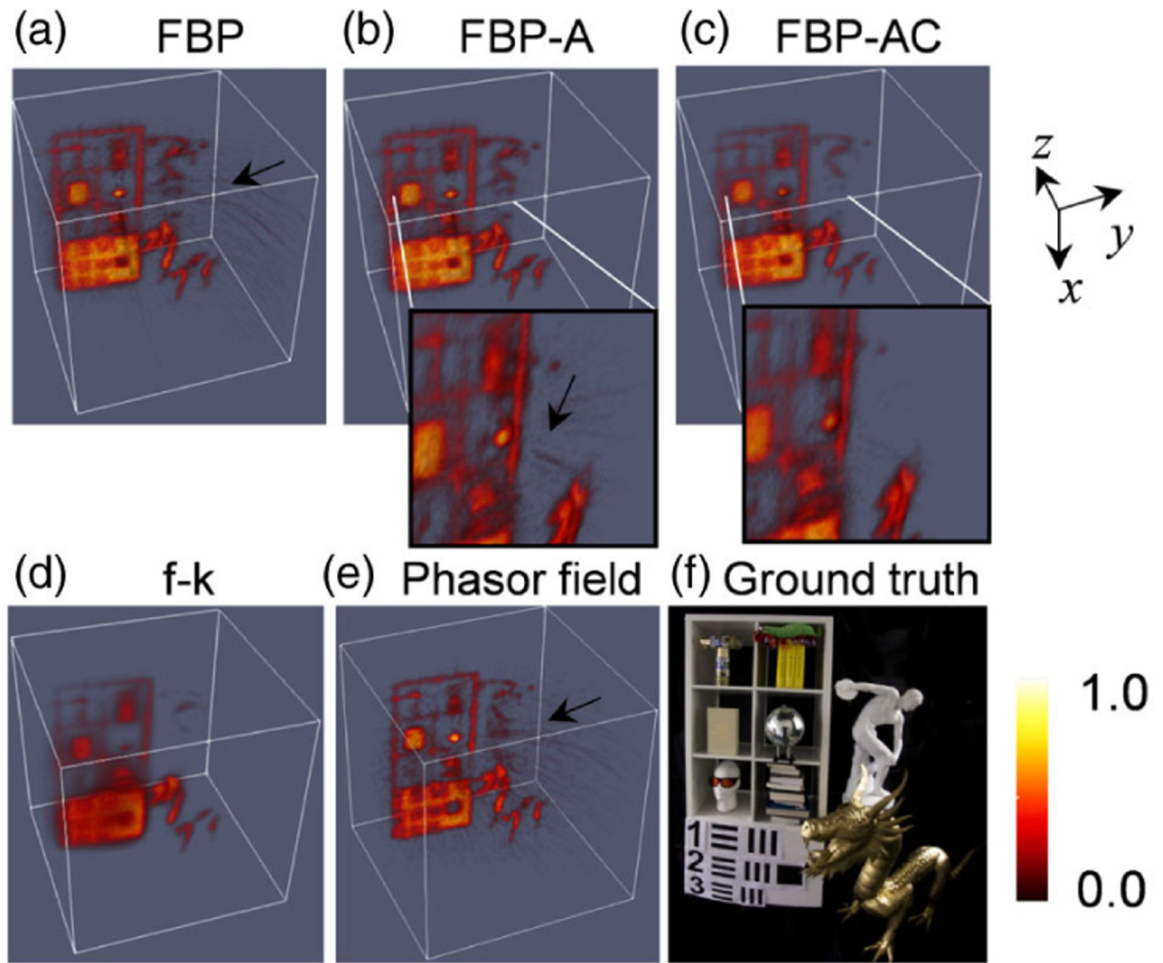 (a) FBP
(b) FBP-A
(c) FBP-AC
z
y
x
(d) f-k
(e) Phasor field
(f) Ground truth
1
2
3
1.0
0.0